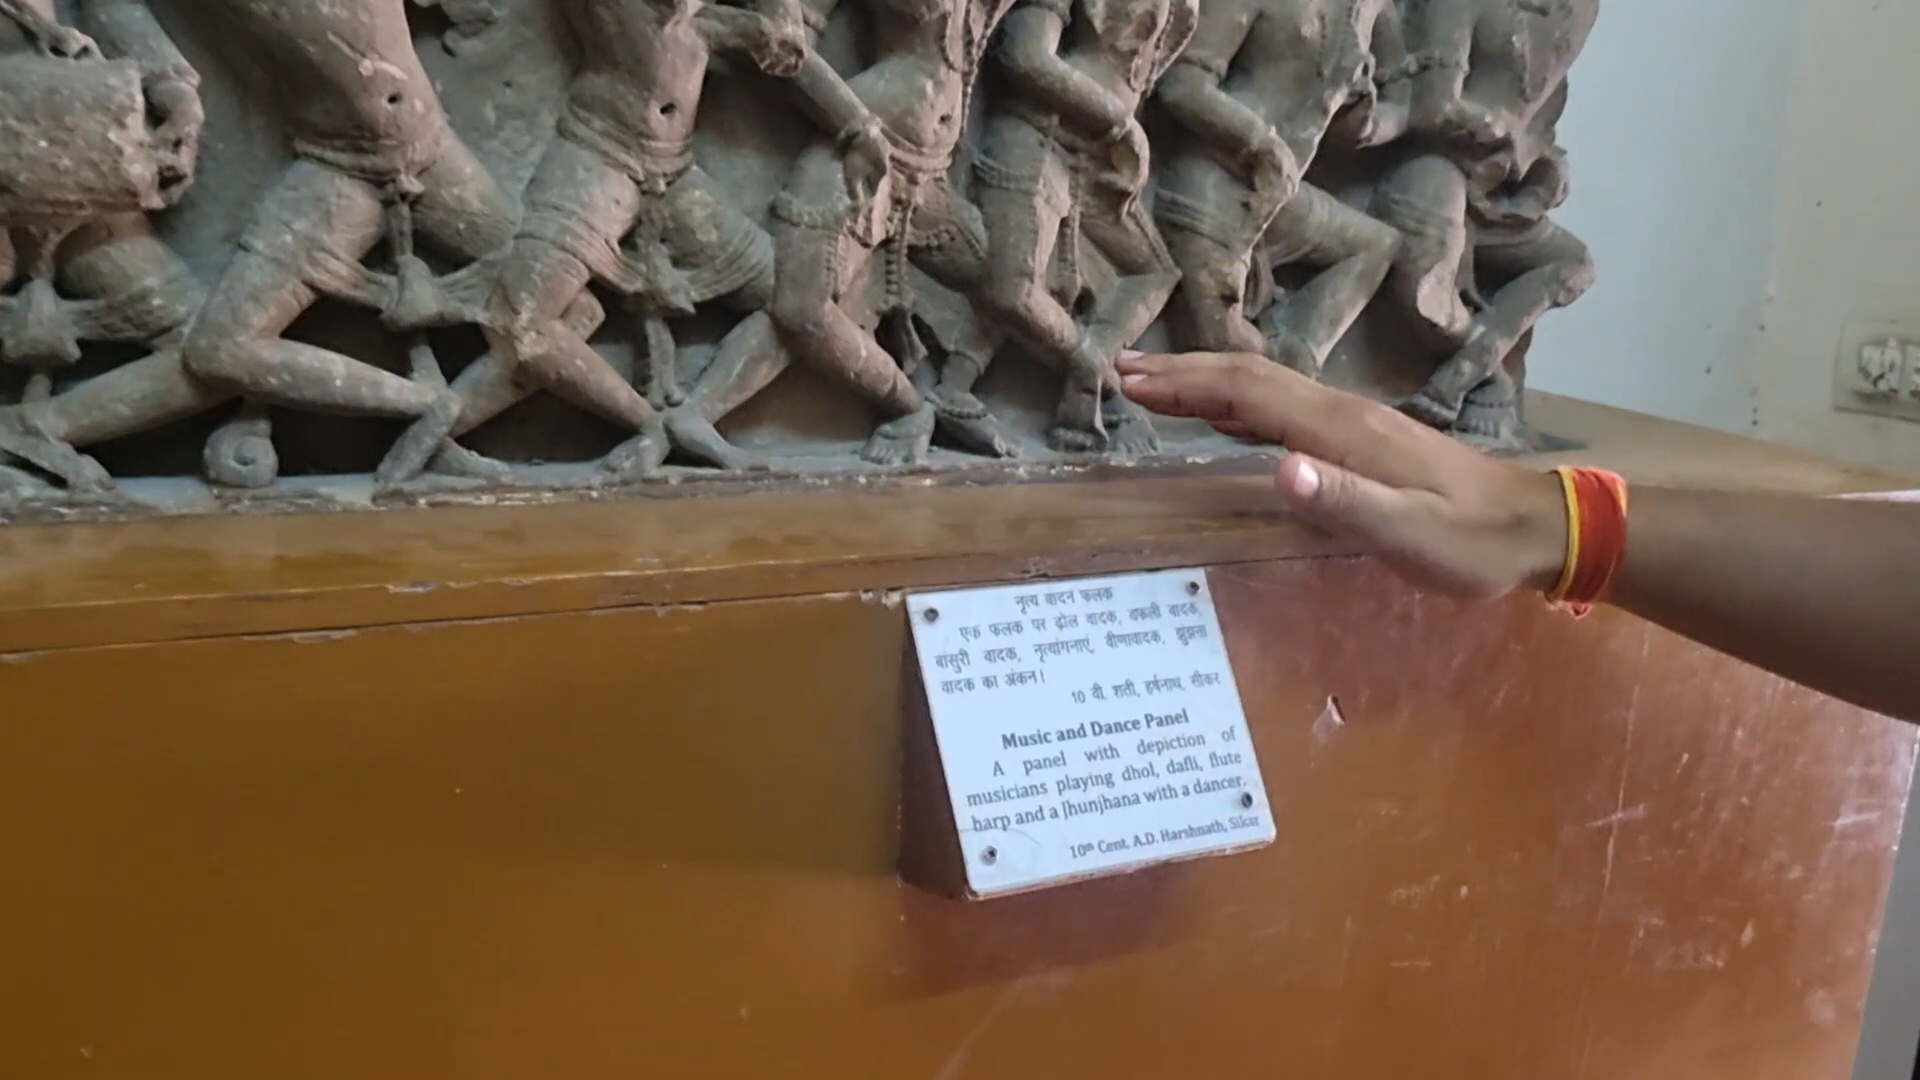 नृत्य वादन फलक
एक फलक पर ढ़ोल वादक, ढफली वादक,
बांसुरी वादक, नृत्यांगनाएं, वीणावादक, झुंझना
वादक का अंकन।
10 वी. शती, हर्षनाथ, सीकर
Music and Dance Panel
A panel with depiction of
musicians playing dhol, dafli, flute
harp and a Jhunjhana with a dancer.
10th Cent. A.D. Harshnath, Sikar